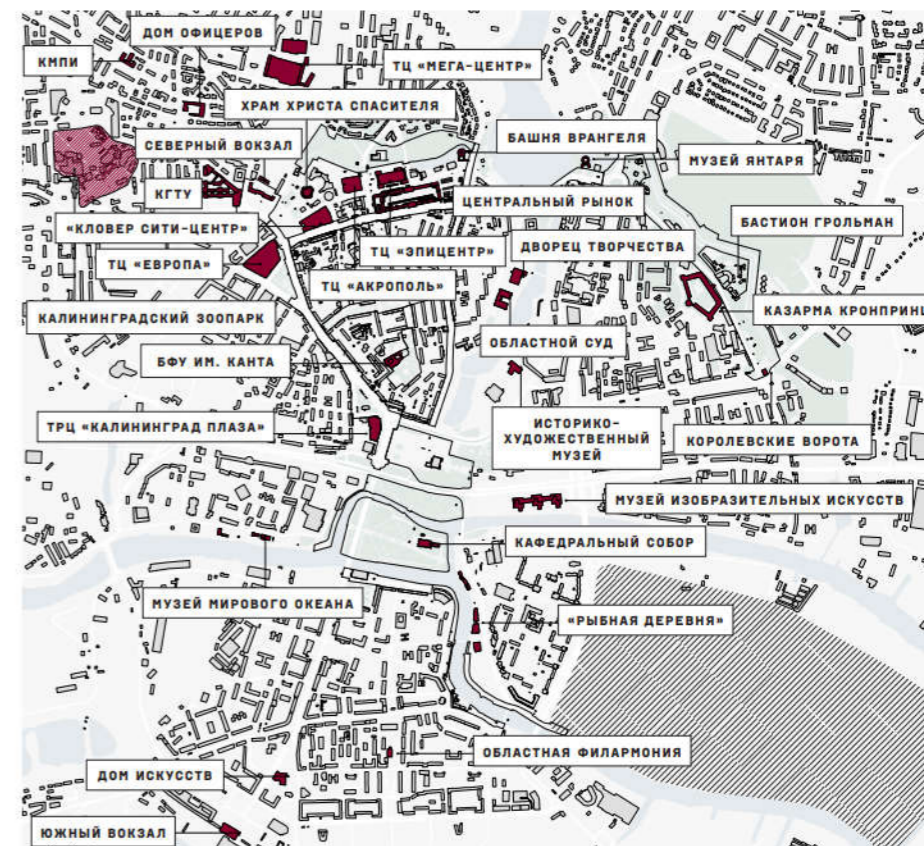 ДОМ ОФИЦЕРОВ
КМПИ
ТЦ «МЕГА-ЦЕНТР»
ХРАМ ХРИСТА СПАСИТЕЛЯ
СЕВЕРНЫЙ ВОКЗАЛ
БАШНЯ ВРАНГЕЛЯ
МУЗЕЙ ЯНТАРЯ
КГТУ
ЦЕНТРАЛЬНЫЙ РЫНОК
«КЛОВЕР СИТИ-ЦЕНТР»
БАСТИОН ГРОЛЬМАН
ТЦ «ЭПИЦЕНТР»
ДВОРЕЦ ТВОРЧЕСТВА
ТЦ «ЕВРОПА»
ТЦ «АКРОПОЛЬ»
КАЛИНИНГРАДСКИЙ ЗООПАРК
КАЗАРМА КРОНПРИНЦ
ОБЛАСТНОЙ СУД
БФУ ИМ. КАНТА
ТРЦ «КАЛИНИНГРАД ПЛАЗА»
ИСТОРИКО-
ХУДОЖЕСТВЕННЫЙ
МУЗЕЙ
КОРОЛЕВСКИЕ ВОРОТА
МУЗЕЙ ИЗОБРАЗИТЕЛЬНЫХ ИСКУССТВ
КАФЕДРАЛЬНЫЙ СОБОР
МУЗЕЙ МИРОВОГО ОКЕАНА
«РЫБНАЯ ДЕРЕВНЯ»
ОБЛАСТНАЯ ФИЛАРМОНИЯ
ДОМ ИСКУССТВ
ЮЖНЫЙ ВОКЗАЛ